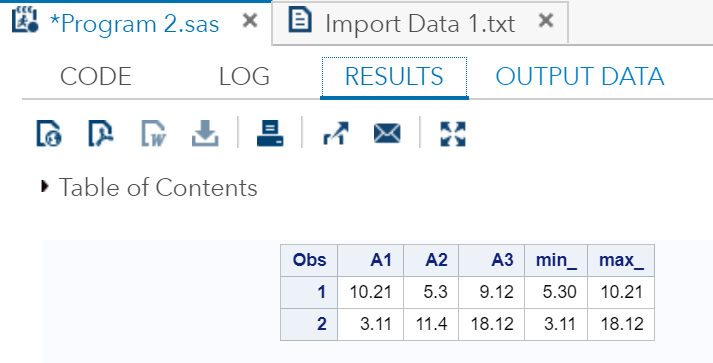 *Program 2.sas × Import Data 1.txt ×
CODE LOG RESULTS OUTPUT DATA
Table of Contents
Obs A1 A2 A3 min_ max_
1 10.21 5.3 9.12 5.30 10.21
2 3.11 11.4 18.12 3.11 18.12